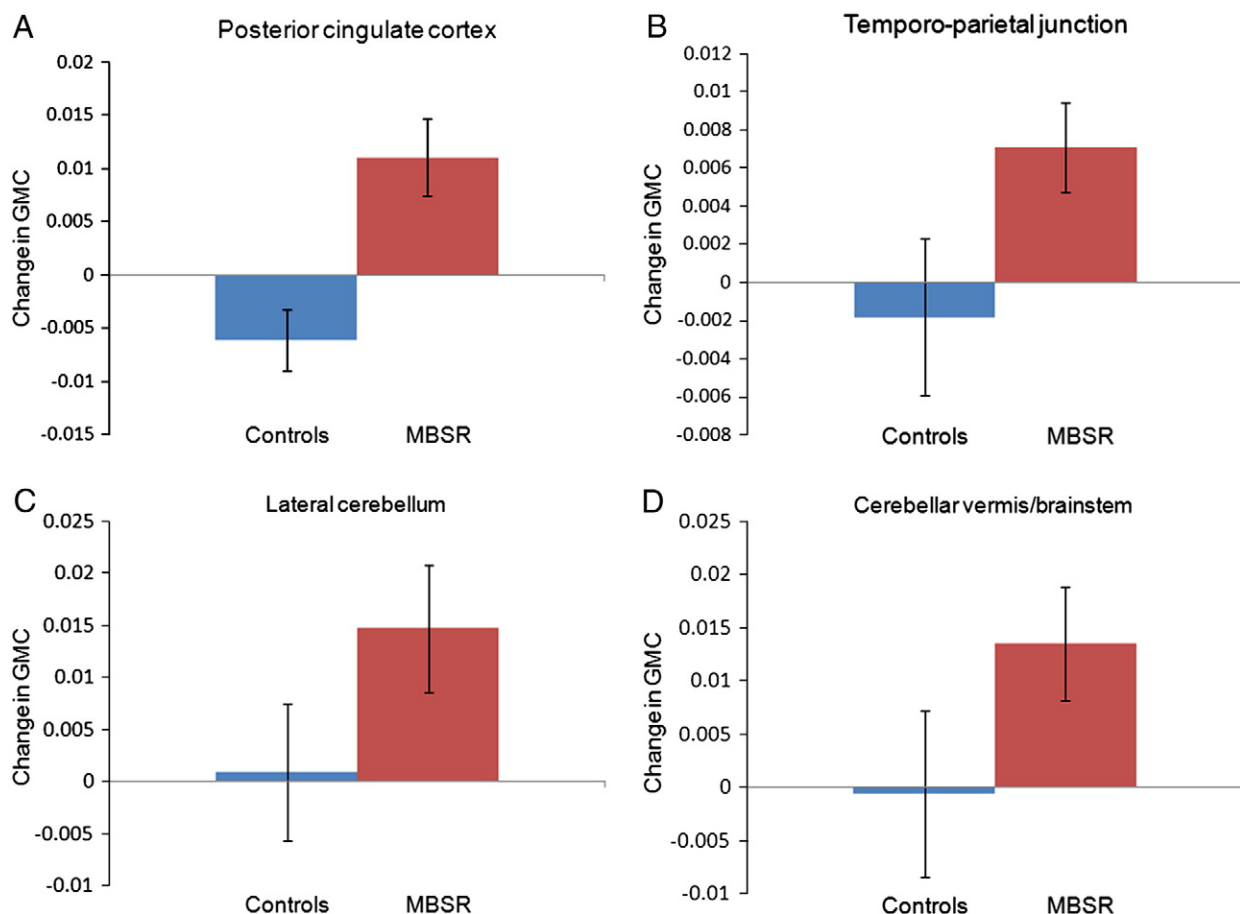 A
Posterior cingulate cortex
0.02
0.015
0.01
0.005
0
-0.005
-0.01
-0.015
Change in GMC
Controls
MBSR
B
Temporo-parietal junction
0.012
0.01
0.008
0.006
0.004
0.002
0
-0.002
-0.004
-0.006
-0.008
Change in GMC
Controls
MBSR
C
Lateral cerebellum
0.025
0.02
0.015
0.01
0.005
0
-0.005
-0.01
Change in GMC
Controls
MBSR
D
Cerebellar vermis/brainstem
0.025
0.02
0.015
0.01
0.005
0
-0.005
-0.01
Change in GMC
Controls
MBSR